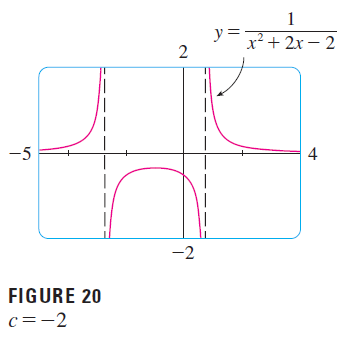 y = 1 / (x² + 2x − 2)
2
−5
4
−2
FIGURE 20
c = −2